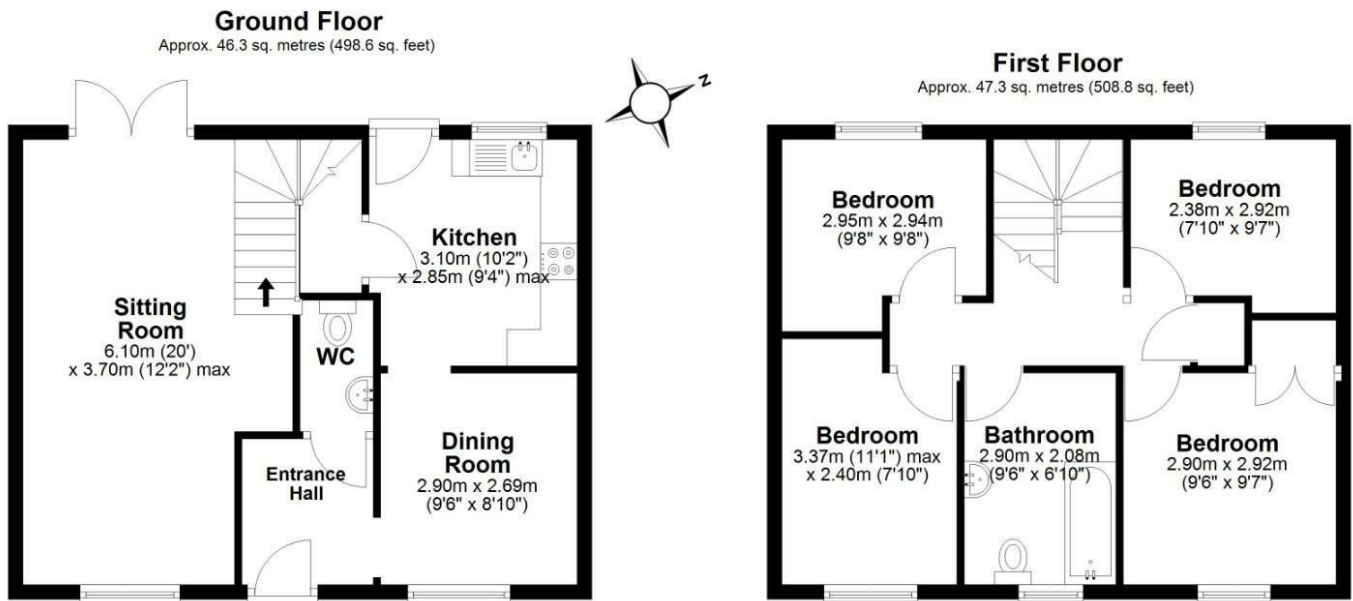 Ground Floor
Approx. 46.3 sq. metres (498.6 sq. feet)
N
Kitchen
3.10m (10'2")
x 2.85m (9'4") max
Sitting
Room
6.10m (20')
x 3.70m (12'2") max
WC
Entrance
Hall
Dining
Room
2.90m x 2.69m
(9'6" x 8'10")
First Floor
Approx. 47.3 sq. metres (508.8 sq. feet)
Bedroom
2.95m x 2.94m
(9'8" x 9'8")
Bedroom
2.38m x 2.92m
(7'10" x 9'7")
Bedroom
3.37m (11'1") max
x 2.40m (7'10")
Bathroom
2.90m x 2.08m
(9'6" x 6'10")
Bedroom
2.90m x 2.92m
(9'6" x 9'7")